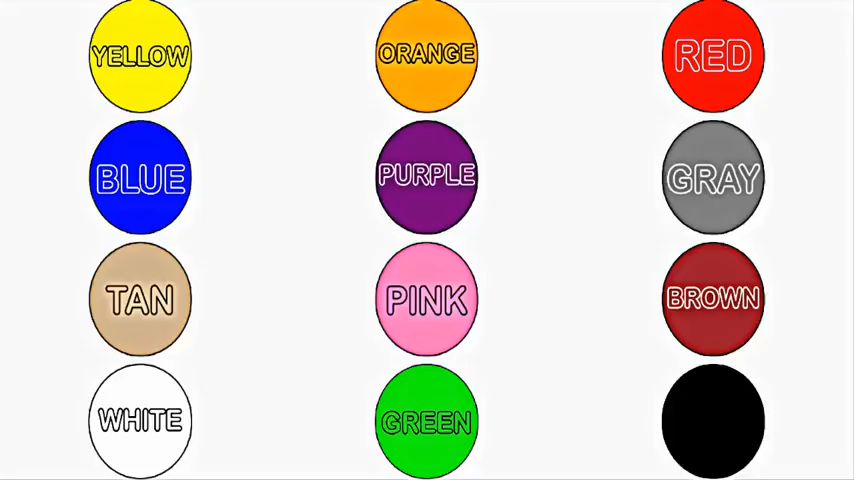 YELLOW
ORANGE
RED
BLUE
PURPLE
GRAY
TAN
PINK
BROWN
WHITE
GREEN